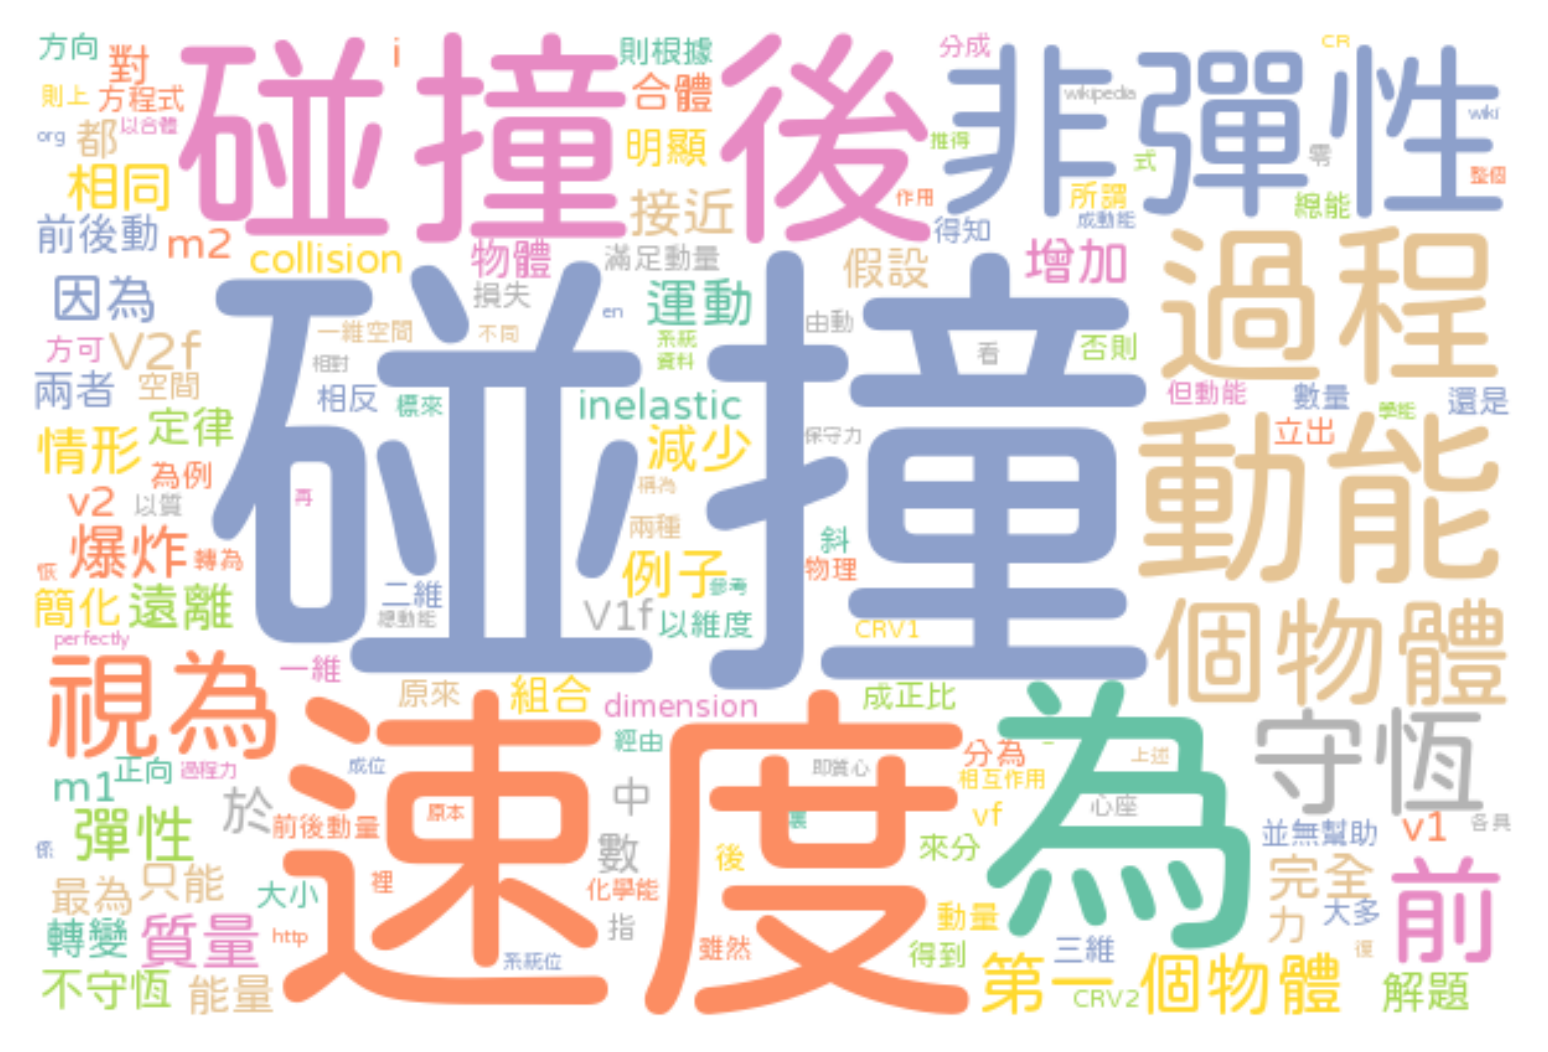 方向
對
i
碰撞後
則根據
分成
非彈性
CR
則上
方程式
合體
wikipedia
wiki
org
都
以合體
明顯
推得
式
零
相同
接近
作用
所謂
總能
整個
前後動
m2
collision
物體
滿足動量
得知
成動能
假設
增加
過程
因為
碰撞
損失
運動
en
一維空間
不同
由動
系統
資料
看
否則
方可
V2f
相對
兩者
空間
相反
標來
inelastic
但動能
數量
學能
還是
情形
定律
減少
保守力
動能
立出
為例
v2
以質
再
稱為
兩種
爆炸
轉為
斜
例子
物理
恢
簡化
遠離
二維
總動能
參考
V1f
以維度
CRV1
個物體
perfectly
視為
一維
原來
組合
dimension
成正比
速度
為
守恆
m1
正向
過程力
成位
經由
分為
上述
即質心
相互作用
於
原本
中
vf
心座
彈性
前後動量
裏
並無幫助
v1
各具
係
數
後
來分
最為
只能
大小
裡
化學能
完全
前
轉變
質量
http
指
動量
力
大多
雖然
得到
三維
復
不守恆
能量
系統位
第一個物體
CRV2
解題